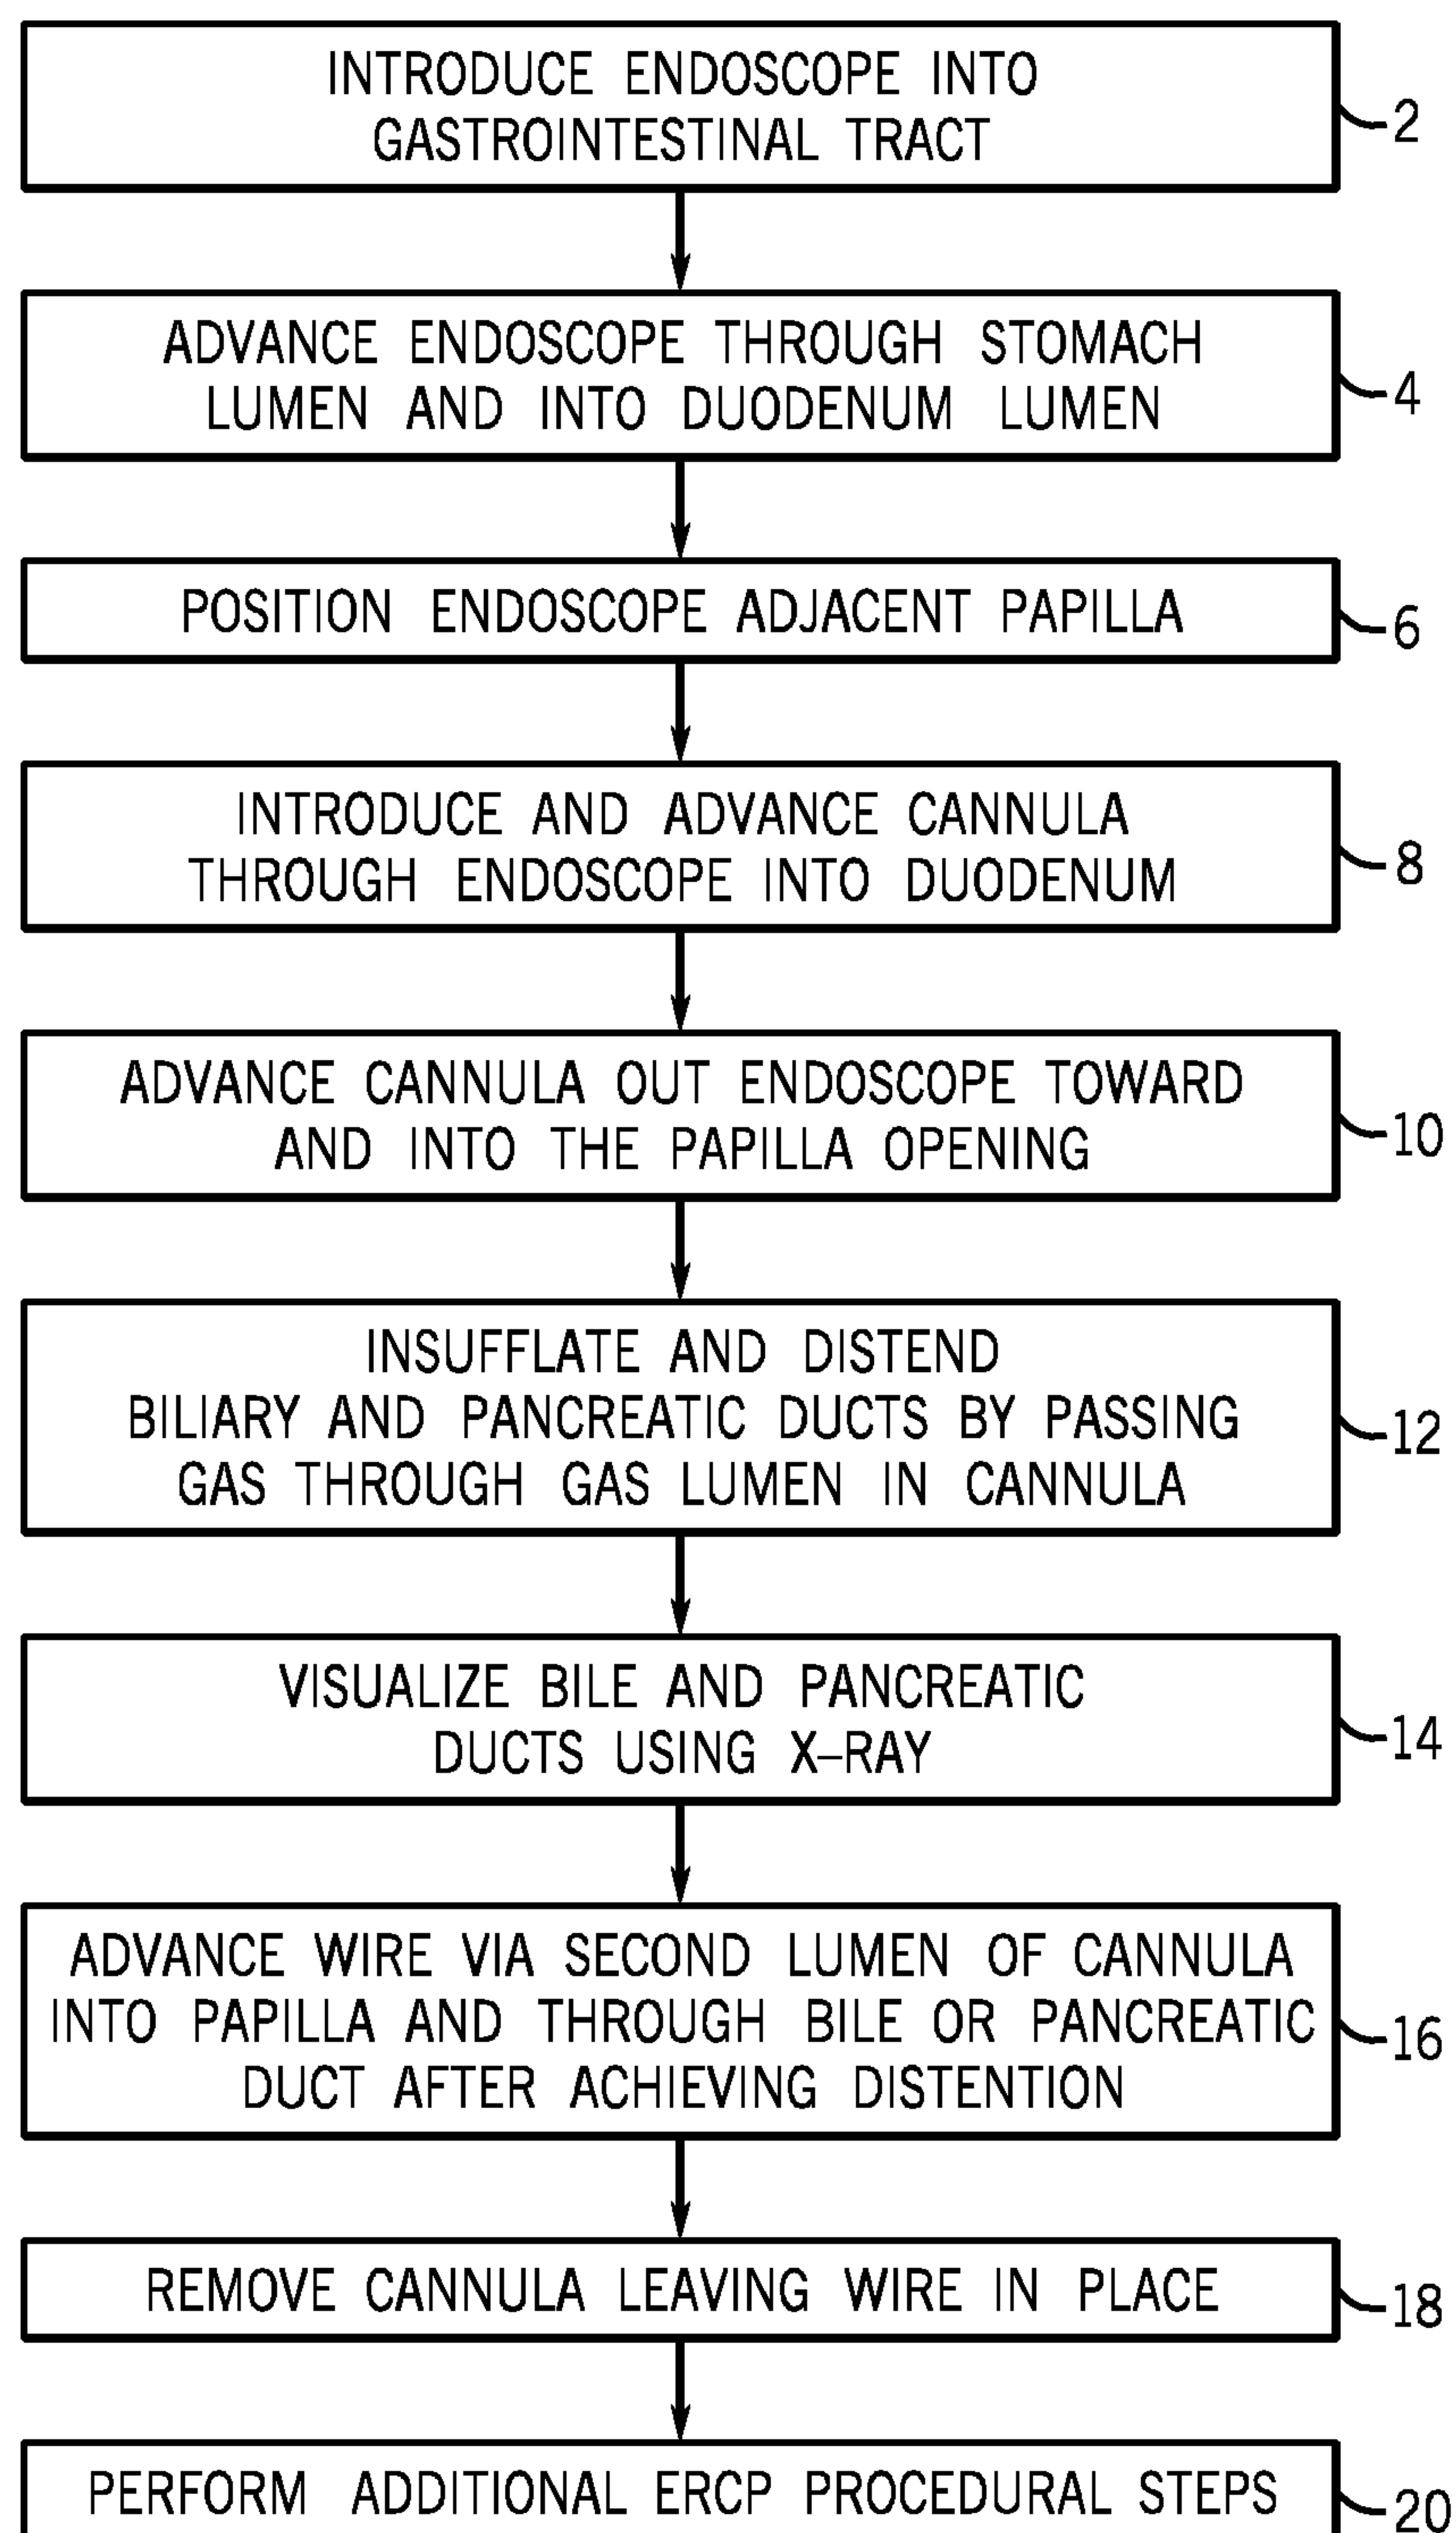 INTRODUCE ENDOSCOPE INTO
GASTROINTESTINAL TRACT
2
ADVANCE ENDOSCOPE THROUGH STOMACH
LUMEN AND INTO DUODENUM LUMEN
4
POSITION ENDOSCOPE ADJACENT PAPILLA
6
INTRODUCE AND ADVANCE CANNULA
THROUGH ENDOSCOPE INTO DUODENUM
8
ADVANCE CANNULA OUT ENDOSCOPE TOWARD
AND INTO THE PAPILLA OPENING
10
INSUFFLATE AND DISTEND
BILIARY AND PANCREATIC DUCTS BY PASSING
GAS THROUGH GAS LUMEN IN CANNULA
12
VISUALIZE BILE AND PANCREATIC
DUCTS USING X–RAY
14
ADVANCE WIRE VIA SECOND LUMEN OF CANNULA
INTO PAPILLA AND THROUGH BILE OR PANCREATIC
DUCT AFTER ACHIEVING DISTENTION
16
REMOVE CANNULA LEAVING WIRE IN PLACE
18
PERFORM ADDITIONAL ERCP PROCEDURAL STEPS
20